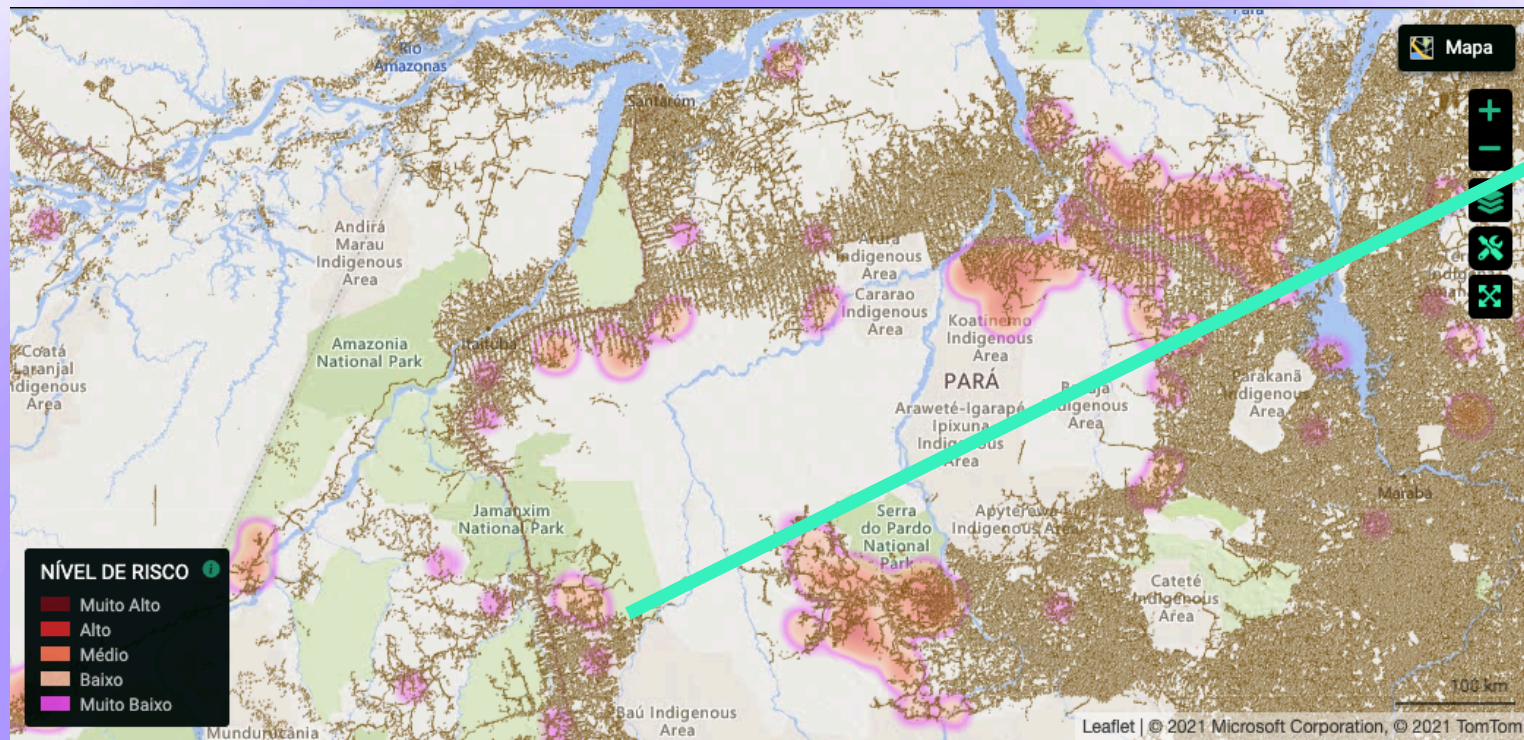 Pará
Mapa
Rio
Amazonas
Santarém
Andirá
Marau
Indigenous
Area
Arara
Indigenous
Area
Cararao
Indigenous
Area
Koatinemo
Indigenous
Area
Amazonia
National Park
Itaituba
Coatá
Laranjal
Indigenous
Area
PARÁ
Indigenous
Area
Parakanã
Indigenous
Area
Araweté-Igarapé
Ipixuna
Indigenous
Area
Marabá
Jamanxim
National Park
Serra
do Pardo
National
Park
Apyterewa
Indigenous Area
Cateté
Indigenous
Area
NÍVEL DE RISCO
Muito Alto
Alto
Médio
Baixo
Muito Baixo
Baú Indigenous
Area
100 km
Leaflet | © 2021 Microsoft Corporation, © 2021 TomTom